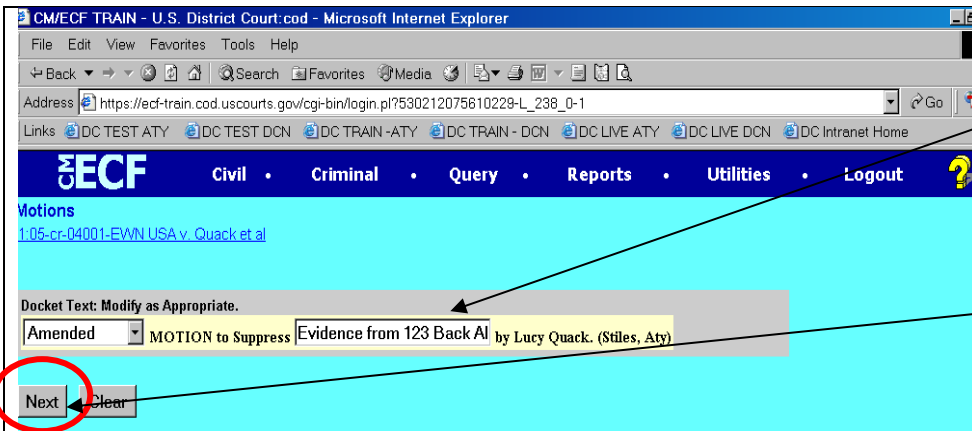 CM/ECF TRAIN - U.S. District Court:cod - Microsoft Internet Explorer
File Edit View Favorites Tools Help
Back Search Favorites Media
Address https://ecf-train.cod.uscourts.gov/cgi-bin/login.pl?530212075610229-L_238_0-1 Go
Links DC TEST ATY DC TEST DCN DC TRAIN -ATY DC TRAIN - DCN DC LIVE ATY DC LIVE DCN DC Intranet Home
CM ECF Civil • Criminal • Query • Reports • Utilities • Logout ?
Motions
1:05-cr-04001-EWN USA v. Quack et al
Docket Text: Modify as Appropriate.
Amended MOTION to Suppress Evidence from 123 Back Al by Lucy Quack. (Stiles, Aty)
Next Clear